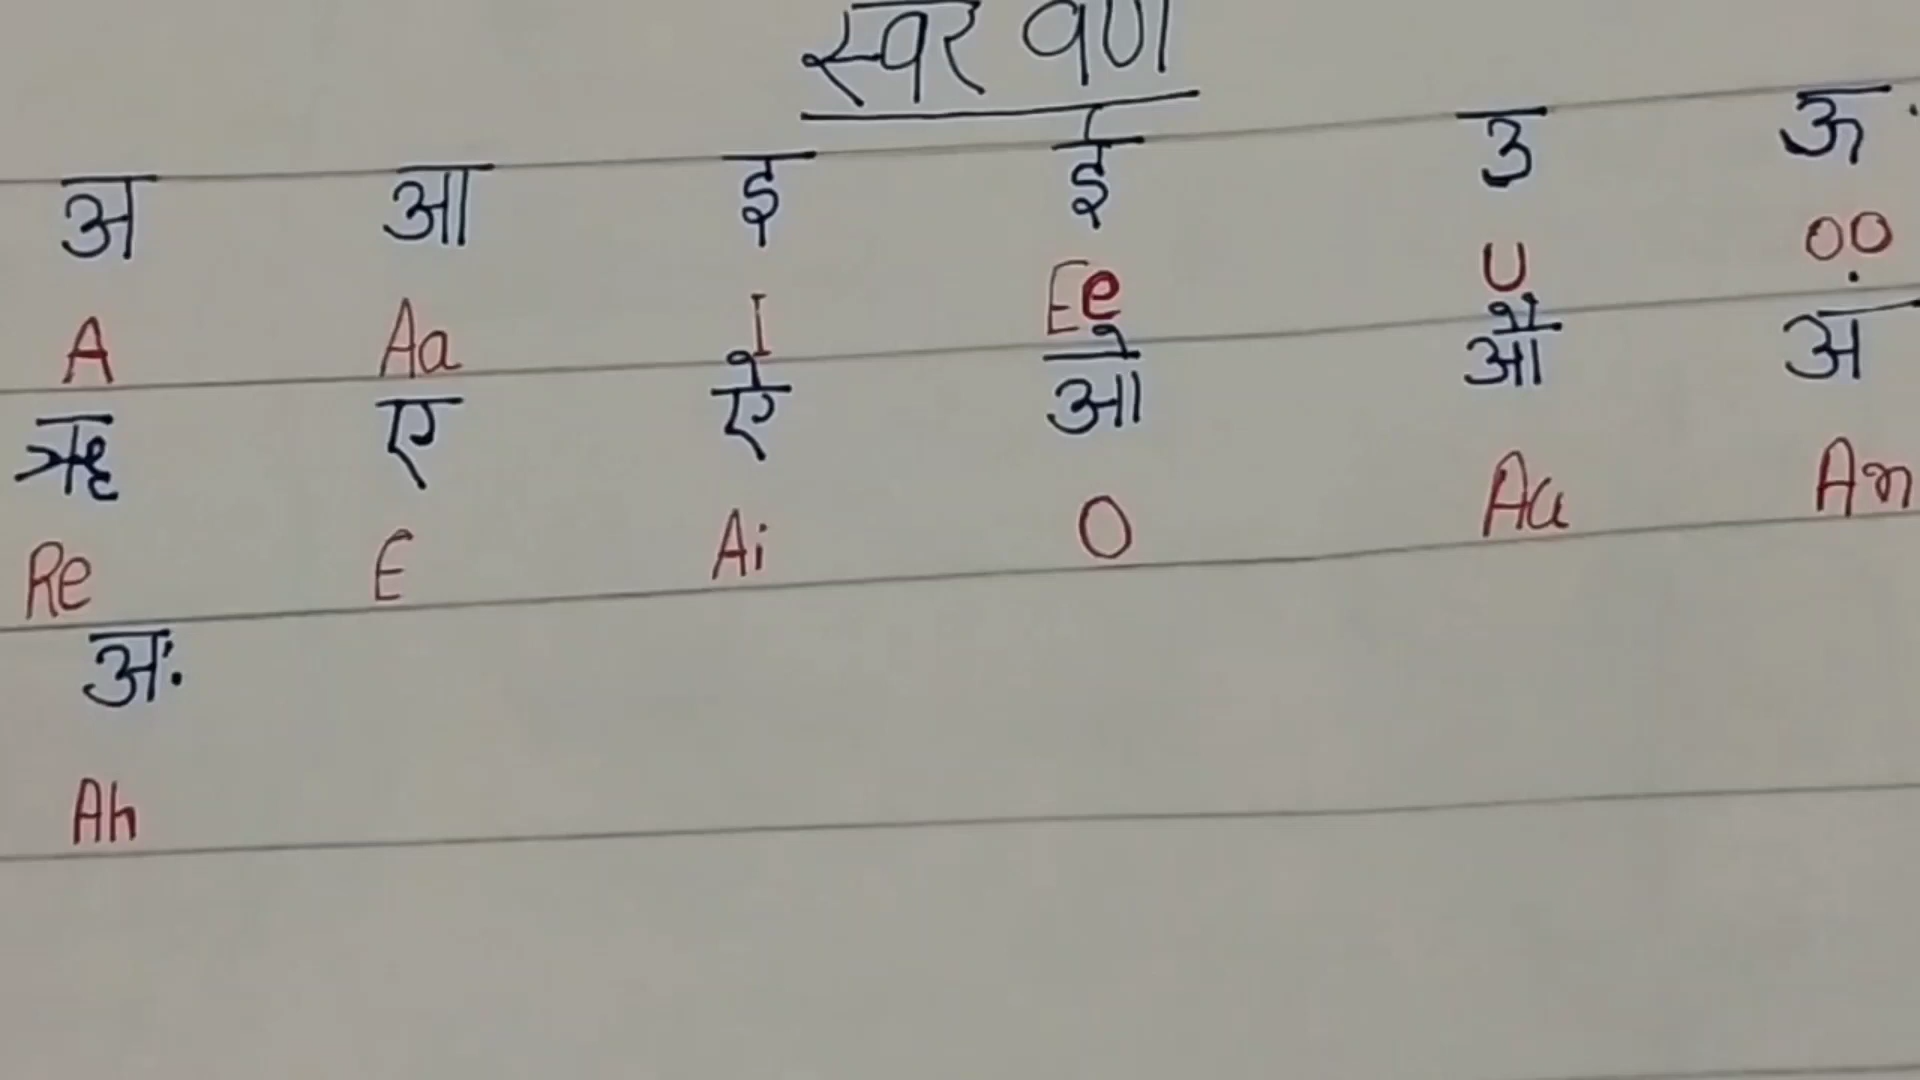 स्वर वर्ण
अ आ इ ई उ ऊ
A Aa I Ee U oo
ऋ ए ऐ ओ औ अं
Re E Ai O Au An
अः
Ah